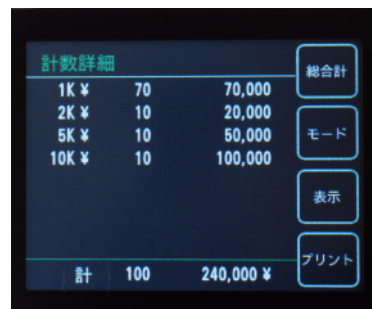 計数詳細
1K ¥ 70 70,000
2K ¥ 10 20,000
5K ¥ 10 50,000
10K ¥ 10 100,000
計 100 240,000 ¥
総合計
モード
表示
プリント